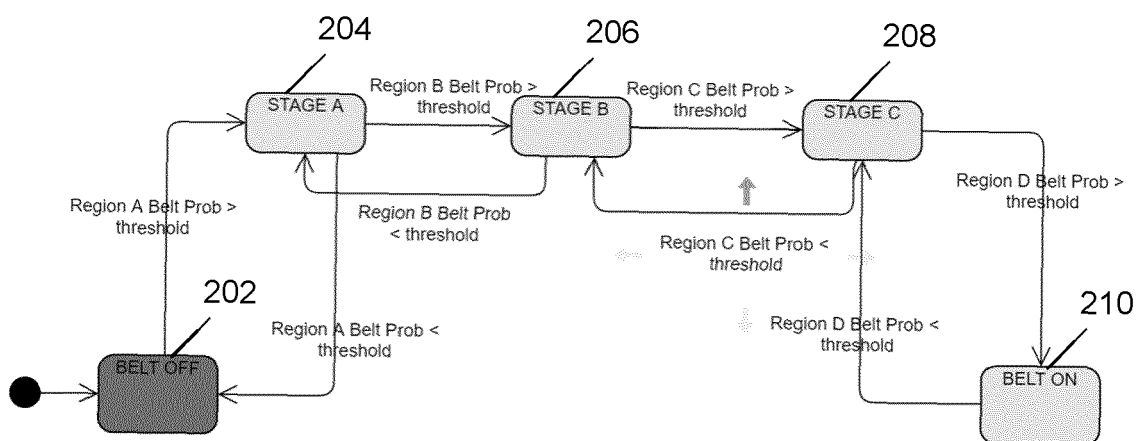 204
206
208
Region B Belt Prob >
threshold
Region C Belt Prob >
threshold
STAGE A
STAGE B
STAGE C
Region A Belt Prob >
threshold
Region B Belt Prob
< threshold
Region D Belt Prob >
threshold
Region C Belt Prob <
threshold
202
Region A Belt Prob <
threshold
Region D Belt Prob <
threshold
210
BELT OFF
BELT ON